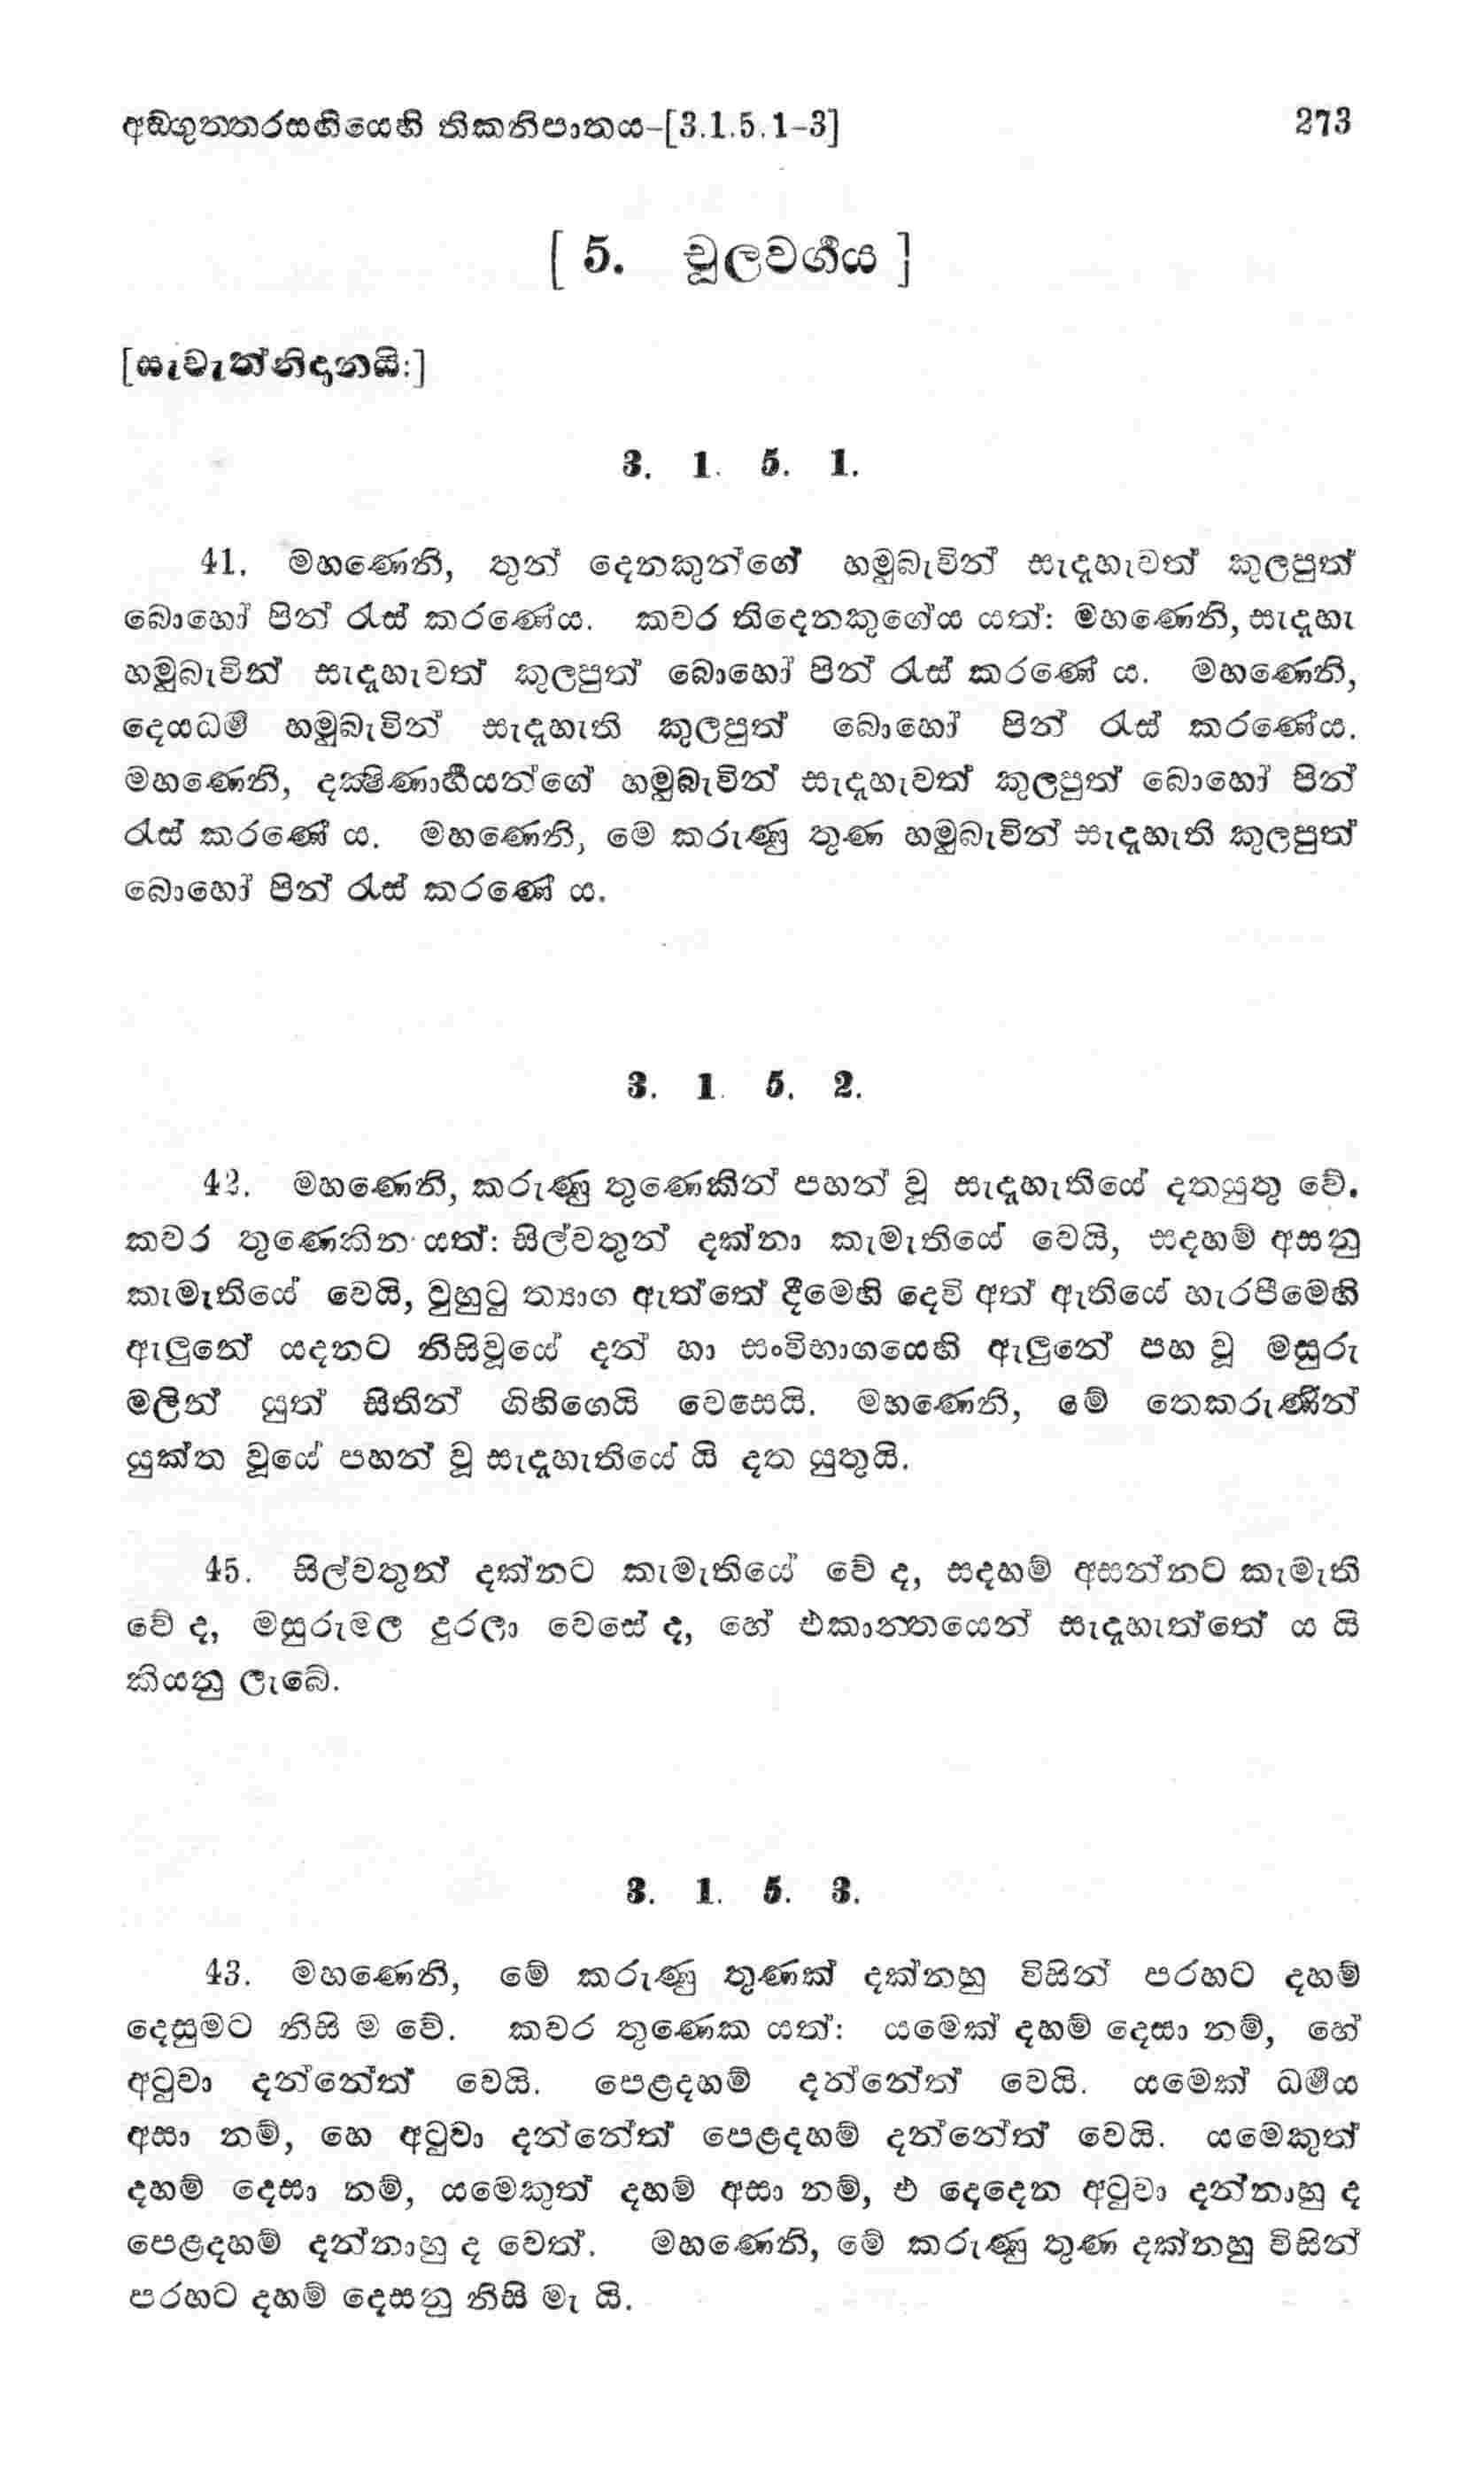 අඞගුත‍්තරසඟියෙහි තිකනිපාතය–[3.1.5.1–3] 273
[ 5. චූලවර්‍ගය ]
[සැවැත්නිදානයි:]
3. 1. 5. 1.
41. මහණෙනි, තුන් දෙනකුන්ගේ හමුබැවින් සැදැහැවත් කුලපුත්
බොහෝ පින් රැස් කරණේය. කවර තිදෙනකුගේය යත්: මහණෙනි, සැදැහැ
හමුබැවින් සැදැහැවත් කුලපුත් බොහෝ පින් රැස් කරණේ ය. මහණෙනි,
දෙයධර්‍ම හමුබැවින් සැදැහැති කුලපුත් බොහෝ පින් රැස් කරණේය.
මහණෙනි, දක්‍ෂිණාර්‍හයන්ගේ හමුබැවින් සැදැහැවත් කුලපුත් බොහෝ පින්
රැස් කරණේ ය. මහණෙනි, මෙ කරුණු තුණ හමුබැවින් සැදැහැති කුලපුත්
බොහෝ පින් රැස් කරණේ ය.
3. 1. 5. 2.
42. මහණෙනි, කරුණු තුණෙකින් පහන් වූ සැදැහැතියේ දතයුතු වේ.
කවර තුණෙකින යත්: සිල්වතුන් දක්නා කැමැතියේ වෙයි, සදහම් අසනු
කැමැතියේ වෙයි, වුහුටු ත්‍යාග ඇත්තේ දීමෙහි දෙවි අත් ඇතියේ හැරපීමෙහි
ඇලුනේ යදනට නිසිවූයේ දන් හා සංවිභාගයෙහි ඇලුනේ පහ වූ මසුරු
මලින් යුත් සිතින් ගිහිගෙයි වෙසෙයි. මහණෙනි, මේ තෙකරුණින්
යුක්ත වූයේ පහන් වූ සැදැහැතියේ යි දත යුතුයි.
45. සිල්වතුන් දක්නට කැමැතියේ වේ ද, සදහම් අසන්නට කැමැති
වේ ද, මසුරුමල දුරලා වෙසේ ද, හේ එකාන‍්තයෙන් සැදැහැත්තේ ය යි
කියනු ලැබේ.
3. 1. 5. 3.
43. මහණෙනි, මේ කරුණු තුණක් දක්නහු විසින් පරහට දහම්
දෙසුමට නිසි ම වේ. කවර තුණෙක යත්: යමෙක් දහම් දෙසා නම්, හේ
අටුවා දන්නේත් වෙයි. පෙළදහම් දන්නේත් වෙයි. යමෙක් ධර්‍මය
අසා නම්, හෙ අටුවා දන්නේත් පෙළදහම් දන්නේත් වෙයි. යමෙකුත්
දහම් දෙසා නම්, යමෙකුත් දහම් අසා නම්, එ දෙදෙන අටුවා දන්නාහු ද
පෙළදහම් දන්නාහු ද වෙත්. මහණෙනි, මේ කරුණු තුණ දක්නහු විසින්
පරහට දහම් දෙසනු නිසි මැ යි.